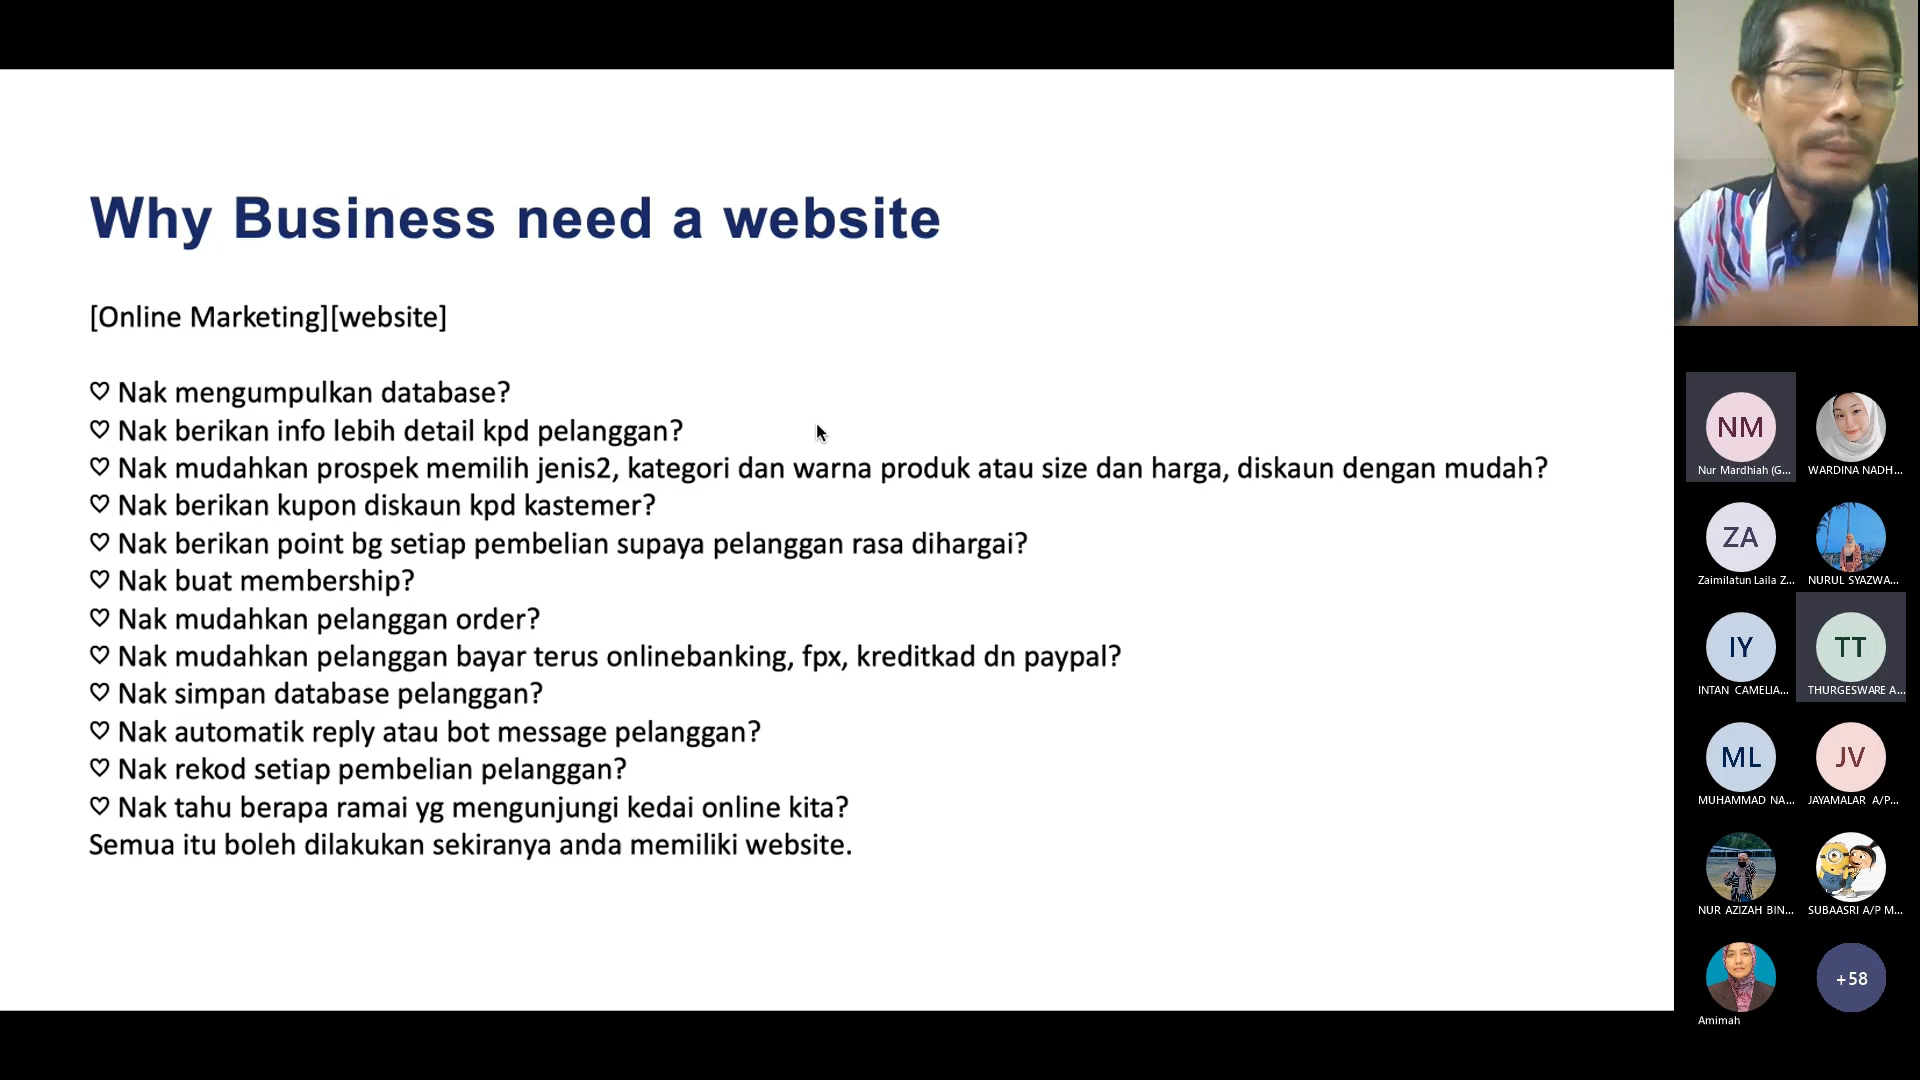 Why Business need a website
[Online Marketing][website]
♡ Nak mengumpulkan database?
♡ Nak berikan info lebih detail kpd pelanggan?
♡ Nak mudahkan prospek memilih jenis2, kategori dan warna produk atau size dan harga, diskaun dengan mudah?
♡ Nak berikan kupon diskaun kpd kastemer?
♡ Nak berikan point bg setiap pembelian supaya pelanggan rasa dihargai?
♡ Nak buat membership?
♡ Nak mudahkan pelanggan order?
♡ Nak mudahkan pelanggan bayar terus onlinebanking, fpx, kreditkad dn paypal?
♡ Nak simpan database pelanggan?
♡ Nak automatik reply atau bot message pelanggan?
♡ Nak rekod setiap pembelian pelanggan?
♡ Nak tahu berapa ramai yg mengunjungi kedai online kita?
Semua itu boleh dilakukan sekiranya anda memiliki website.
NM
Nur Mardhiah (G...
WARDINA NADH...
ZA
Zaimilatun Laila Z...
NURUL SYAZWA...
IY
INTAN CAMELIA...
TT
THURGESWARE A...
ML
MUHAMMAD NA...
JV
JAYAMALAR A/P...
NUR AZIZAH BIN...
SUBAASRI A/P M...
Amimah
+58